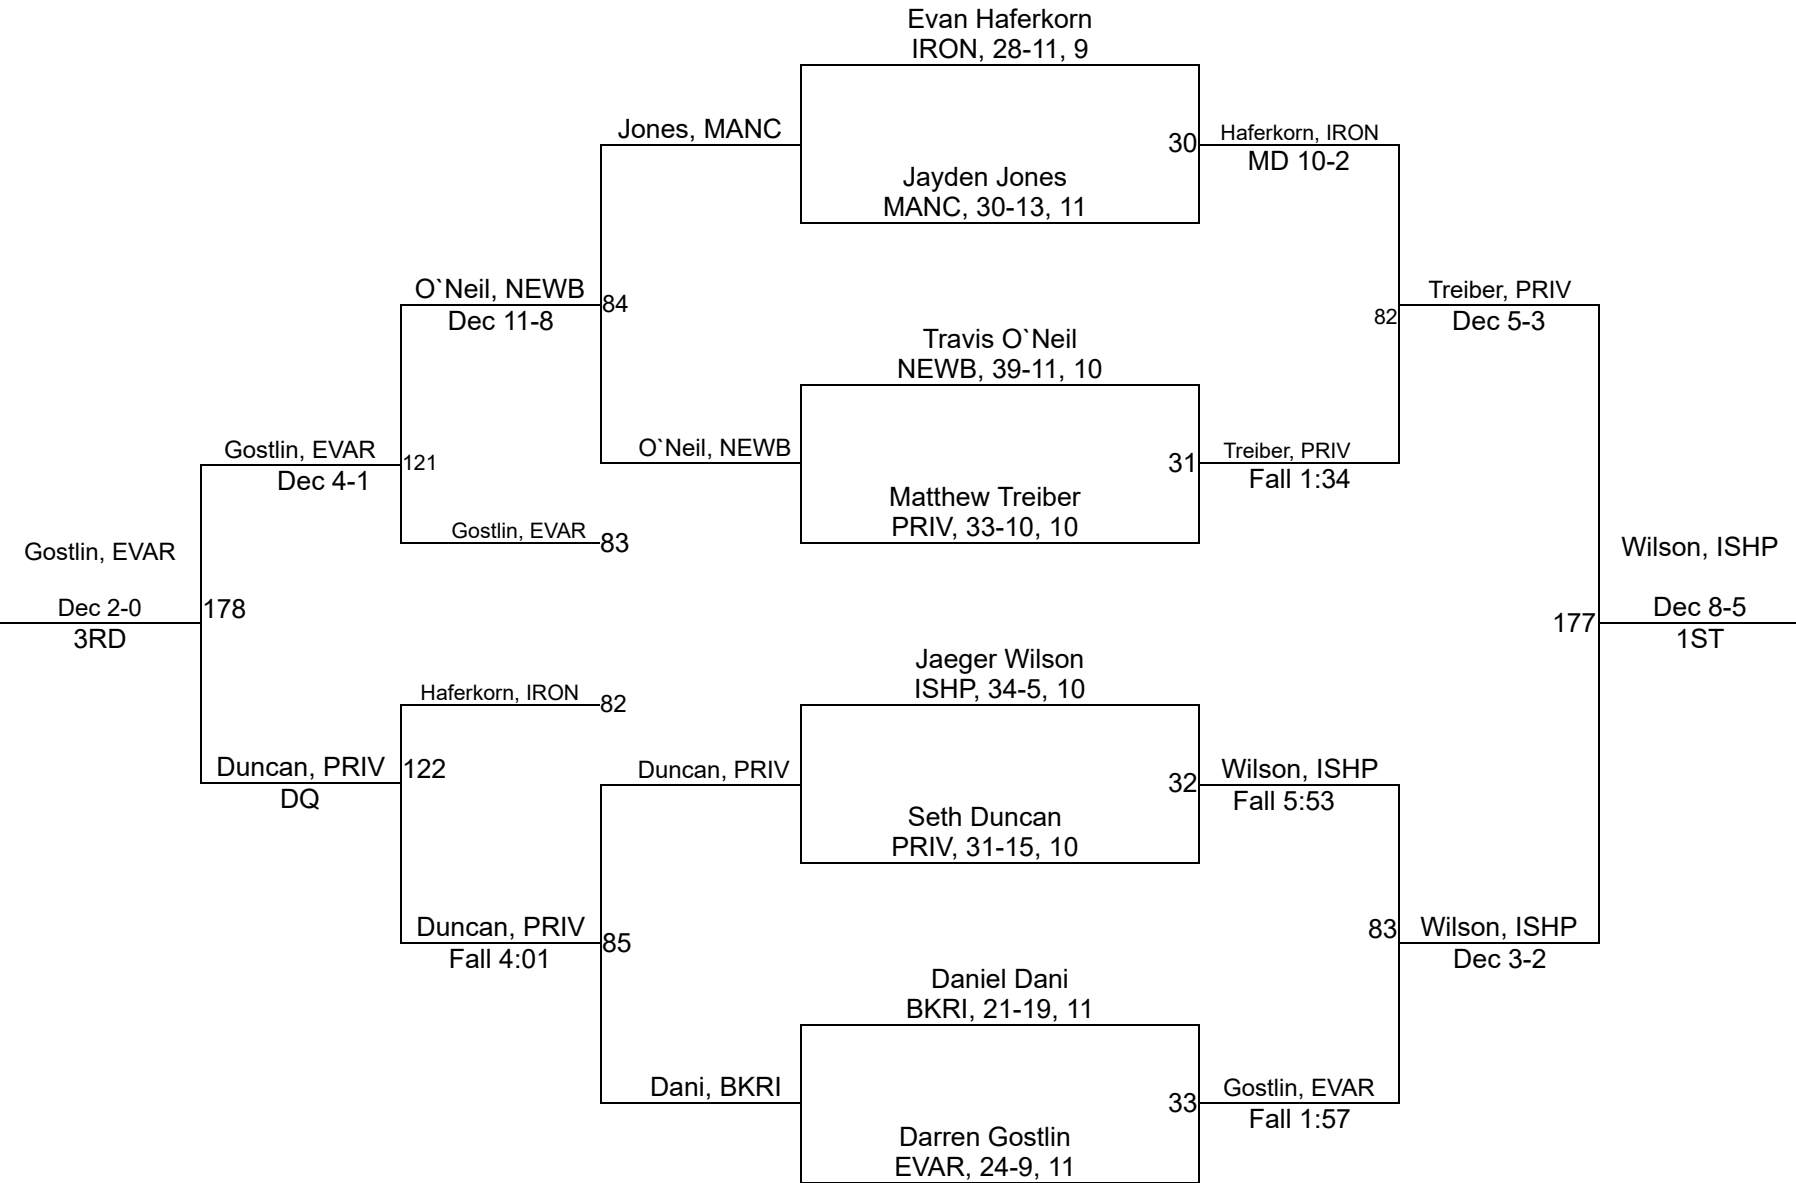 Evan Haferkorn
IRON, 28-11, 9
Jones, MANC
30
Haferkorn, IRON
MD 10-2
Jayden Jones
MANC, 30-13, 11
O`Neil, NEWB
Dec 11-8
84
82
Treiber, PRIV
Dec 5-3
Travis O`Neil
NEWB, 39-11, 10
Gostlin, EVAR
Dec 4-1
121
O`Neil, NEWB
31
Treiber, PRIV
Fall 1:34
Matthew Treiber
PRIV, 33-10, 10
Gostlin, EVAR
83
Gostlin, EVAR
Dec 2-0
3RD
178
Wilson, ISHP
177
Dec 8-5
1ST
Jaeger Wilson
ISHP, 34-5, 10
Haferkorn, IRON
82
Duncan, PRIV
DQ
122
Duncan, PRIV
32
Wilson, ISHP
Fall 5:53
Seth Duncan
PRIV, 31-15, 10
Duncan, PRIV
Fall 4:01
85
83
Wilson, ISHP
Dec 3-2
Daniel Dani
BKRI, 21-19, 11
Dani, BKRI
33
Gostlin, EVAR
Fall 1:57
Darren Gostlin
EVAR, 24-9, 11